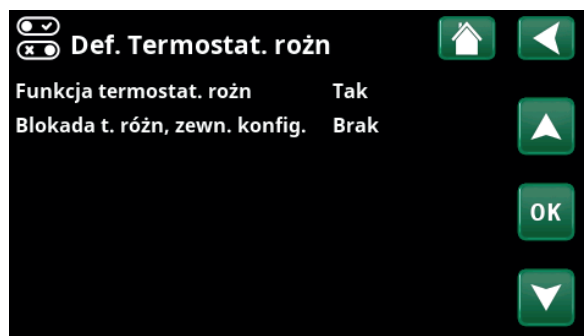 Def. Termostat. rożn
Funkcja termostat. rożn Tak
Blokada t. różn, zewn. konfig. Brak
OK